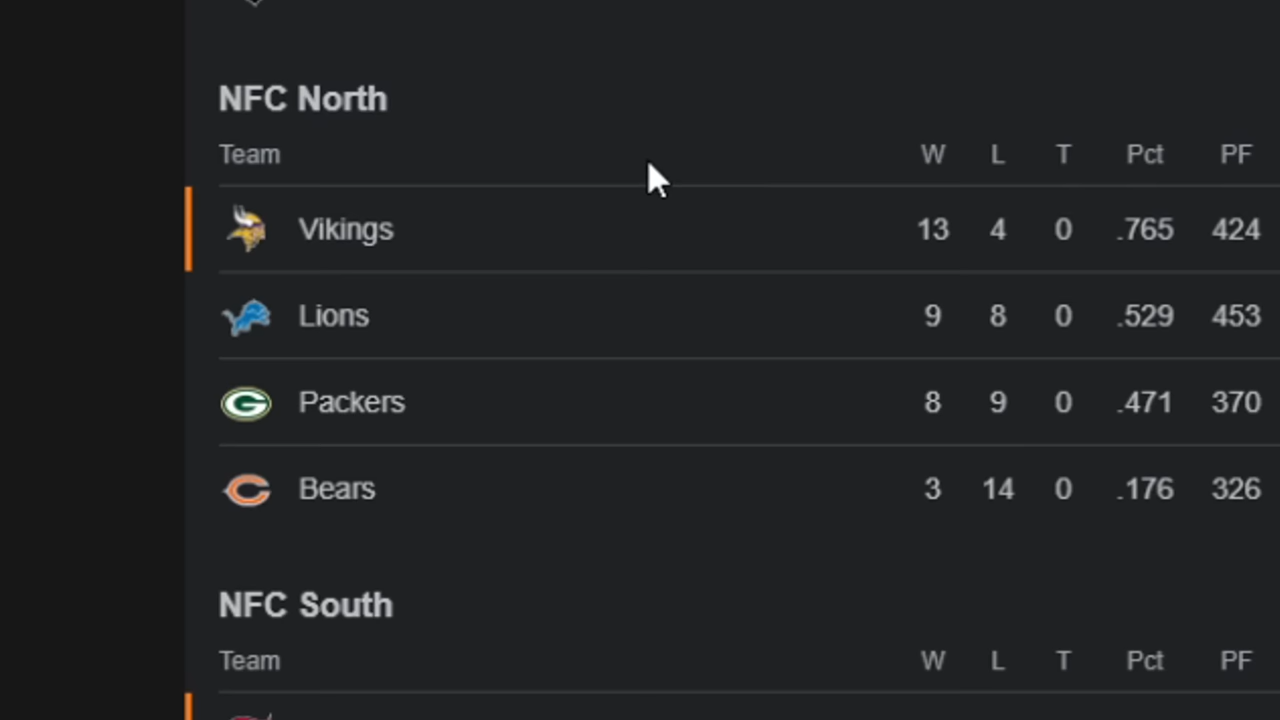 NFC North
Team W L T Pct PF
Vikings 13 4 0 .765 424
Lions 9 8 0 .529 453
Packers 8 9 0 .471 370
Bears 3 14 0 .176 326
NFC South
Team W L T Pct PF